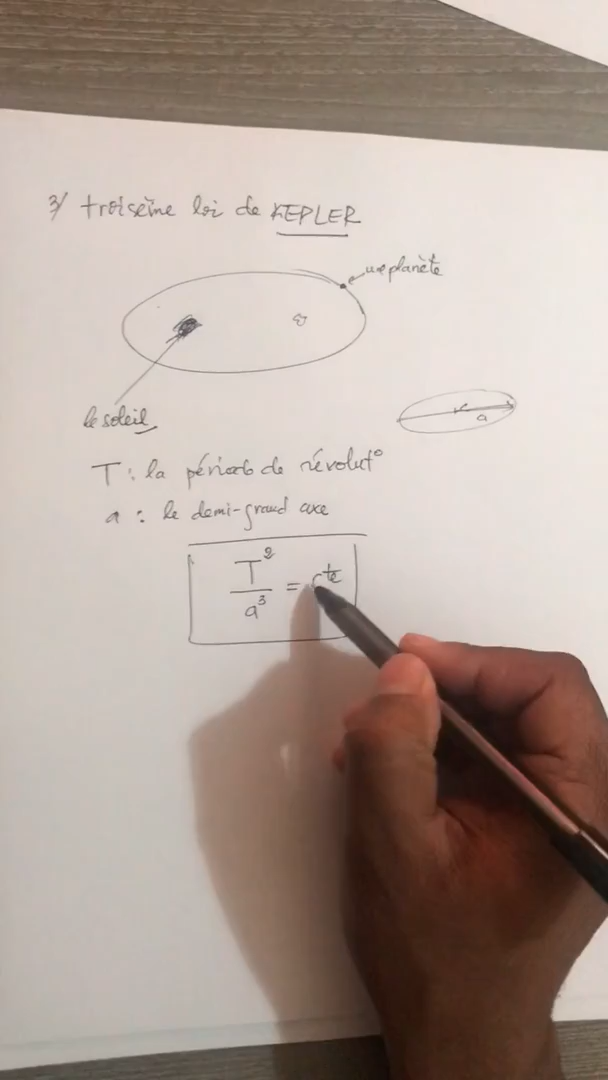 3/ troisème loi de KEPLER
une planète
le soleil
a
T : la période de révolut°
a : le demi-grand axe
T² / a³ = cte